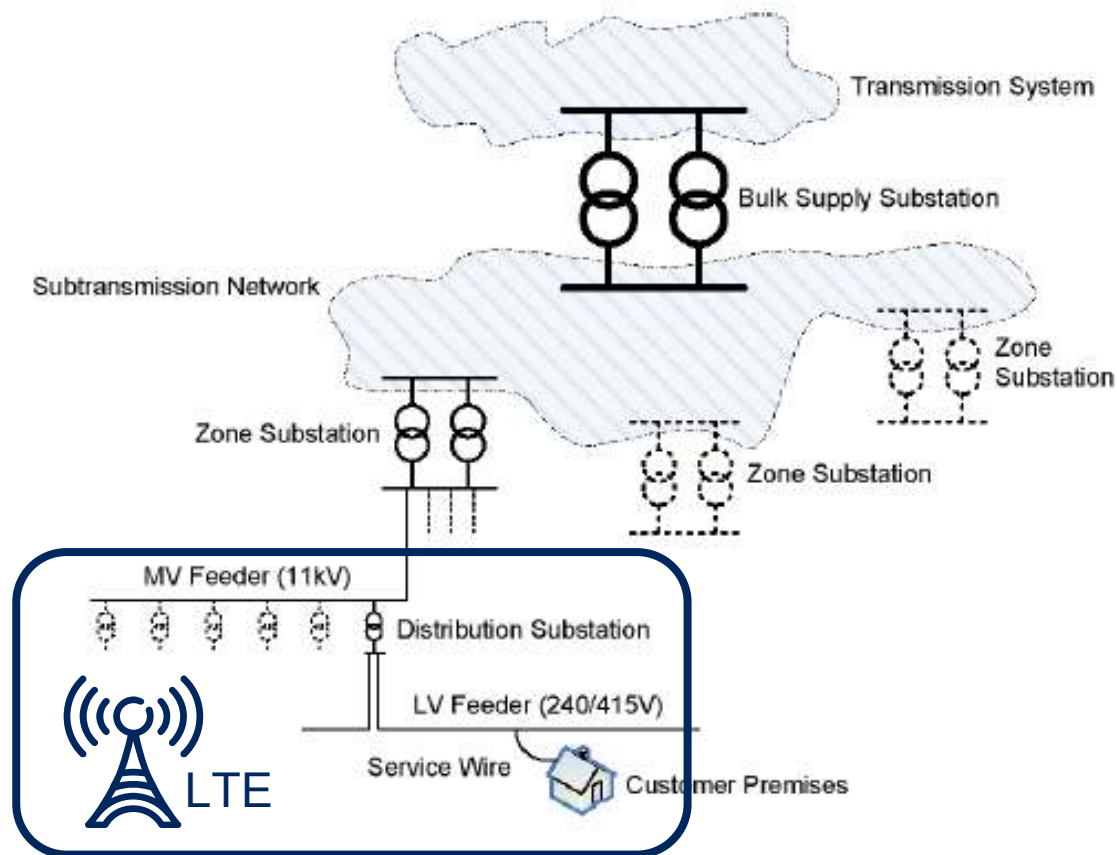 Transmission System
Bulk Supply Substation
Subtransmission Network
Zone
Substation
Zone Substation
Zone Substation
MV Feeder (11kV)
Distribution Substation
LV Feeder (240/415V)
Service Wire
Customer Premises
LTE